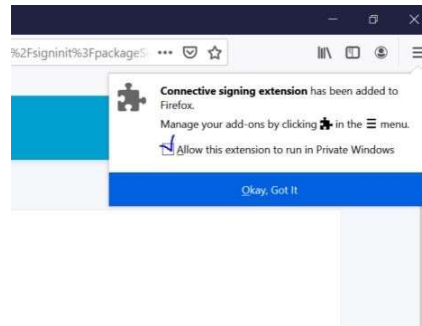 %2Fsigninit%3FpackageS
Connective signing extension has been added to
Firefox.
Manage your add-ons by clicking in the menu.
Allow this extension to run in Private Windows
Okay, Got It